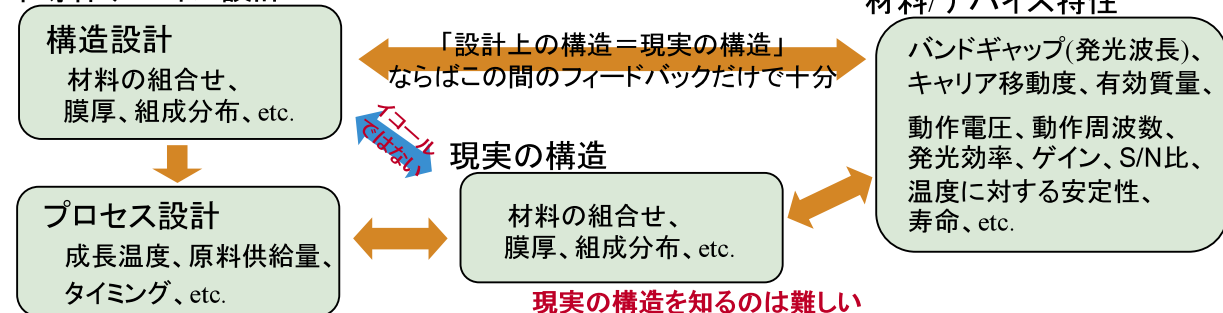 材料/デバイス特性
構造設計
材料の組合せ、
膜厚、組成分布、etc.
「設計上の構造＝現実の構造」
ならばこの間のフィードバックだけで十分
バンドギャップ(発光波長)、
キャリア移動度、有効質量、
動作電圧、動作周波数、
発光効率、ゲイン、S/N比、
温度に対する安定性、
寿命、etc.
イコール
ではない
現実の構造
材料の組合せ、
膜厚、組成分布、etc.
プロセス設計
成長温度、原料供給量、
タイミング、etc.
現実の構造を知るのは難しい